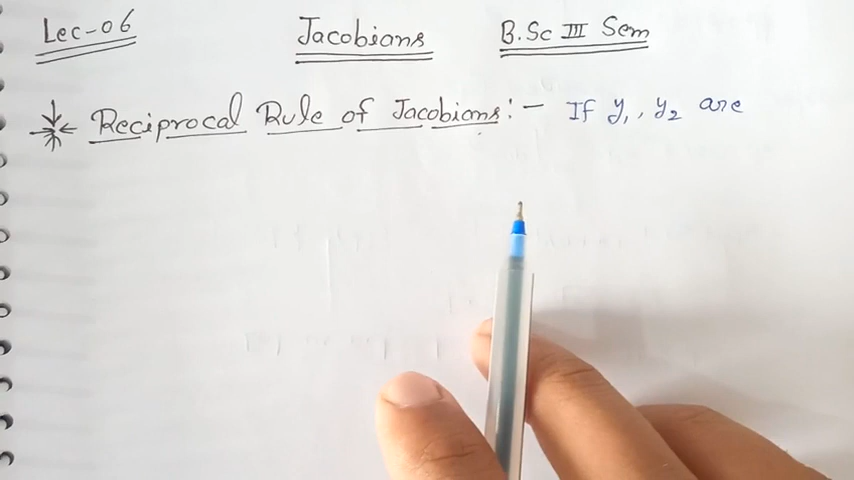 Lec-06 Jacobians B.Sc III Sem
Reciprocal Rule of Jacobians:- If y₁, y₂ are